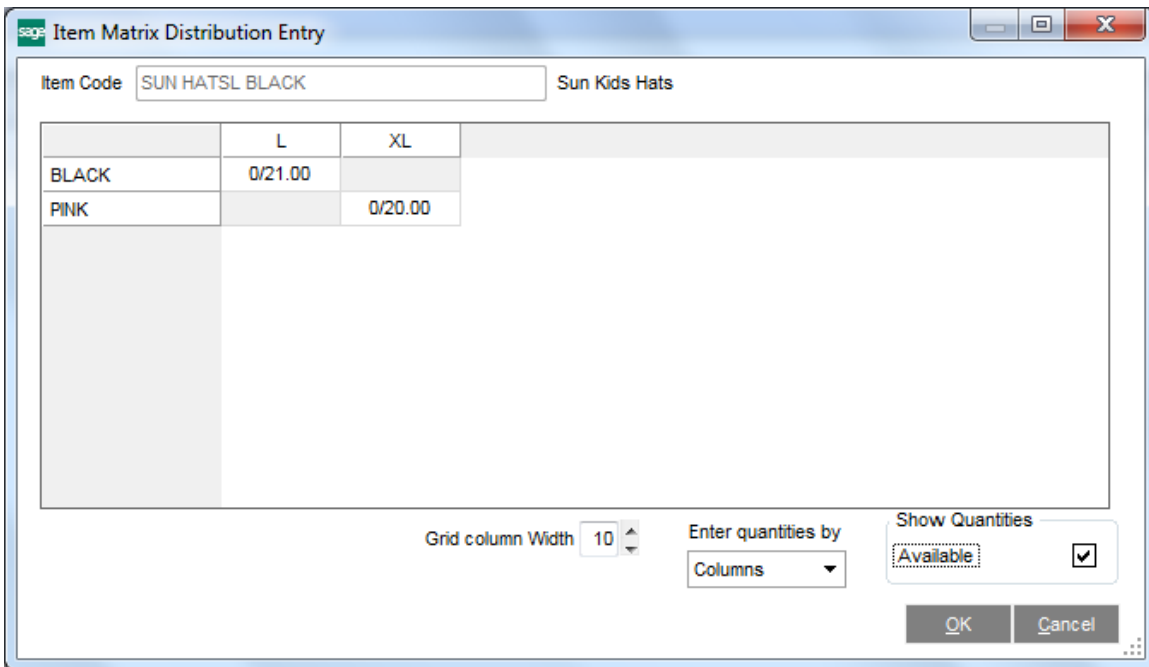 sage Item Matrix Distribution Entry
Item Code SUN HATSL BLACK Sun Kids Hats
L XL
BLACK 0/21.00
PINK 0/20.00
Grid column Width 10
Enter quantities by
Columns
Show Quantities
Available
OK Cancel